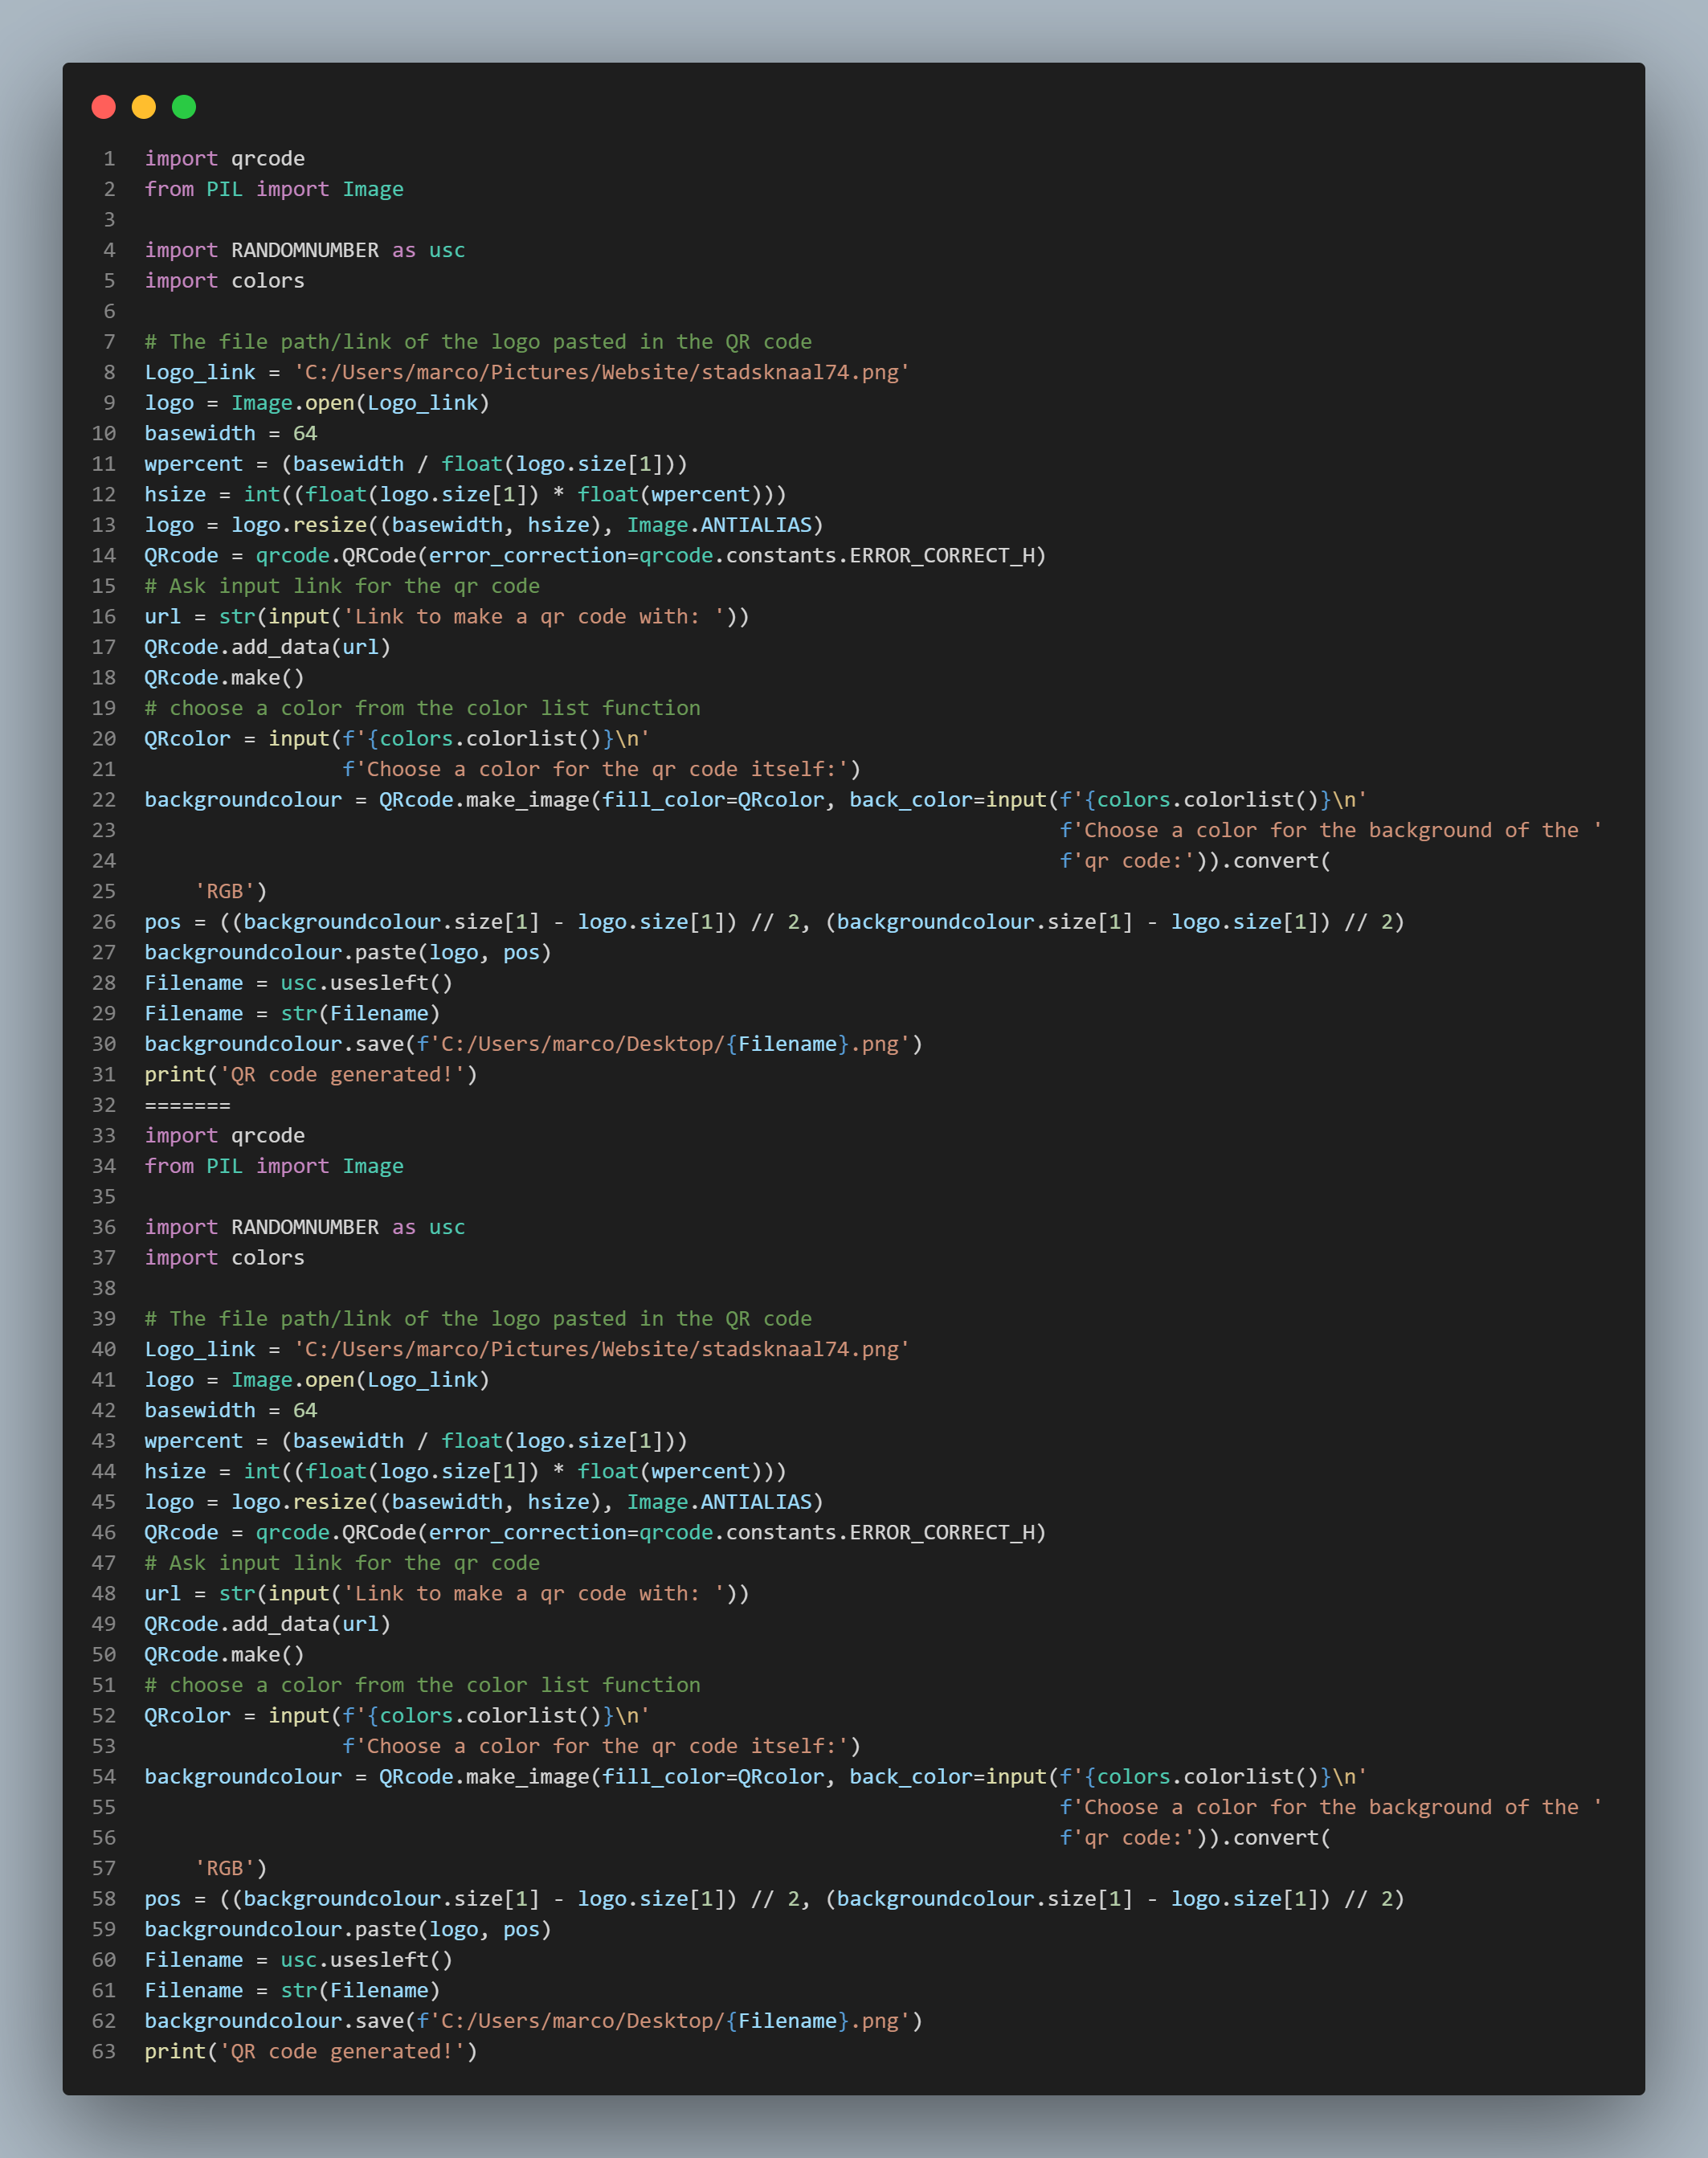 1 import qrcode
2 from PIL import Image
3
4 import RANDOMNUMBER as usc
5 import colors
6
7 # The file path/link of the logo pasted in the QR code
8 Logo_link = 'C:/Users/marco/Pictures/Website/stadsknaal74.png'
9 logo = Image.open(Logo_link)
10 basewidth = 64
11 wpercent = (basewidth / float(logo.size[1]))
12 hsize = int((float(logo.size[1]) * float(wpercent)))
13 logo = logo.resize((basewidth, hsize), Image.ANTIALIAS)
14 QRcode = qrcode.QRCode(error_correction=qrcode.constants.ERROR_CORRECT_H)
15 # Ask input link for the qr code
16 url = str(input('Link to make a qr code with: '))
17 QRcode.add_data(url)
18 QRcode.make()
19 # choose a color from the color list function
20 QRcolor = input(f'{colors.colorlist()}\n'
21                 f'Choose a color for the qr code itself:')
22 backgroundcolour = QRcode.make_image(fill_color=QRcolor, back_color=input(f'{colors.colorlist()}\n'
23                                                                           f'Choose a color for the background of the '
24                                                                           f'qr code:')).convert(
25     'RGB')
26 pos = ((backgroundcolour.size[1] - logo.size[1]) // 2, (backgroundcolour.size[1] - logo.size[1]) // 2)
27 backgroundcolour.paste(logo, pos)
28 Filename = usc.usesleft()
29 Filename = str(Filename)
30 backgroundcolour.save(f'C:/Users/marco/Desktop/{Filename}.png')
31 print('QR code generated!')
32 =======
33 import qrcode
34 from PIL import Image
35
36 import RANDOMNUMBER as usc
37 import colors
38
39 # The file path/link of the logo pasted in the QR code
40 Logo_link = 'C:/Users/marco/Pictures/Website/stadsknaal74.png'
41 logo = Image.open(Logo_link)
42 basewidth = 64
43 wpercent = (basewidth / float(logo.size[1]))
44 hsize = int((float(logo.size[1]) * float(wpercent)))
45 logo = logo.resize((basewidth, hsize), Image.ANTIALIAS)
46 QRcode = qrcode.QRCode(error_correction=qrcode.constants.ERROR_CORRECT_H)
47 # Ask input link for the qr code
48 url = str(input('Link to make a qr code with: '))
49 QRcode.add_data(url)
50 QRcode.make()
51 # choose a color from the color list function
52 QRcolor = input(f'{colors.colorlist()}\n'
53                 f'Choose a color for the qr code itself:')
54 backgroundcolour = QRcode.make_image(fill_color=QRcolor, back_color=input(f'{colors.colorlist()}\n'
55                                                                           f'Choose a color for the background of the '
56                                                                           f'qr code:')).convert(
57     'RGB')
58 pos = ((backgroundcolour.size[1] - logo.size[1]) // 2, (backgroundcolour.size[1] - logo.size[1]) // 2)
59 backgroundcolour.paste(logo, pos)
60 Filename = usc.usesleft()
61 Filename = str(Filename)
62 backgroundcolour.save(f'C:/Users/marco/Desktop/{Filename}.png')
63 print('QR code generated!')